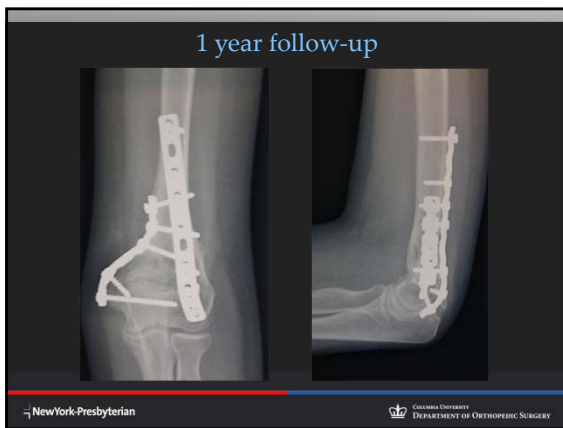 1 year follow-up
NewYork-Presbyterian
COLUMBIA UNIVERSITY
DEPARTMENT OF ORTHOPEDIC SURGERY